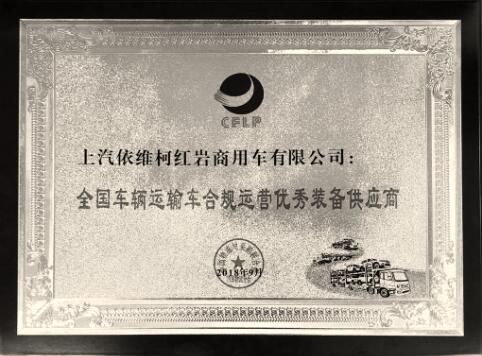 CFLP
上汽依维柯红岩商用车有限公司：
全国车辆运输车合规运营优秀装备供应商
2018年9月